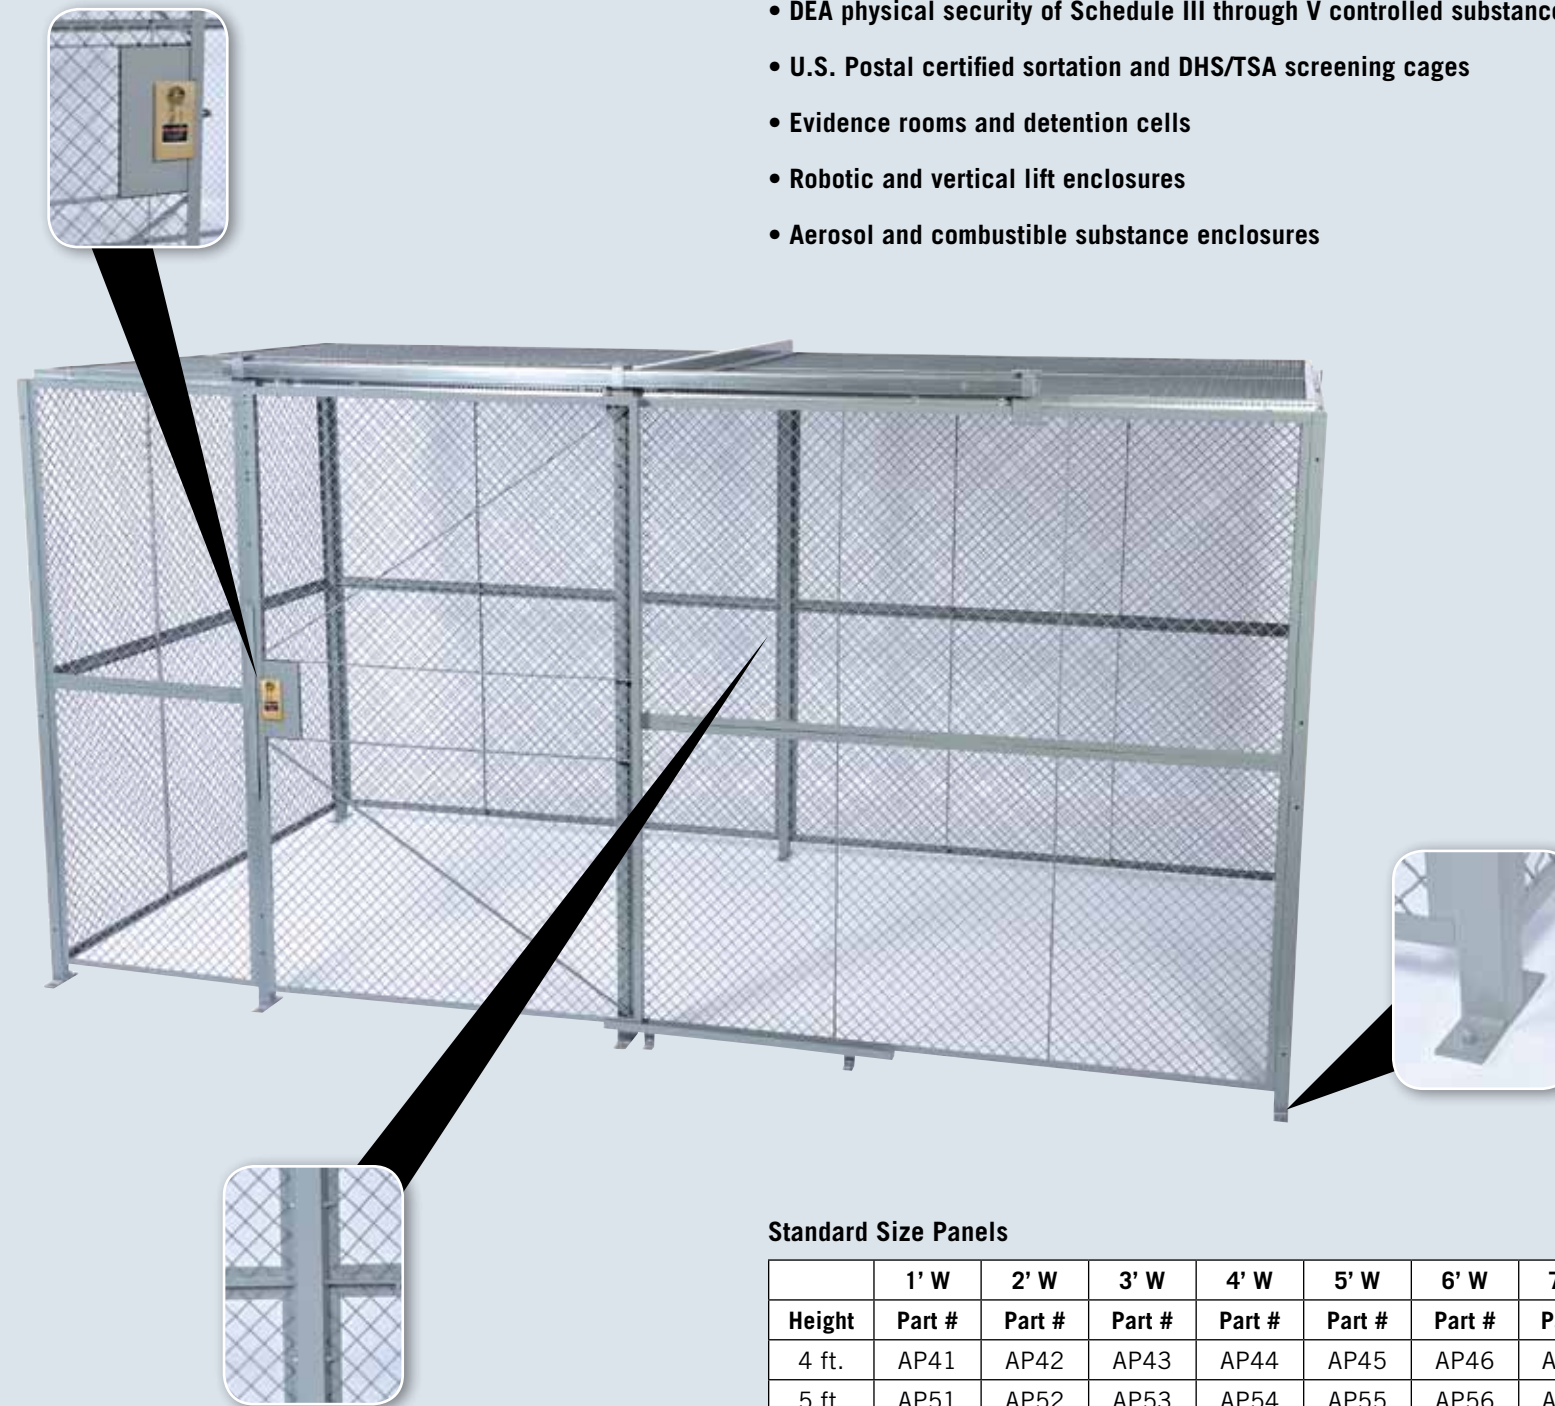 • DEA physical security of Schedule III through V controlled substanc
• U.S. Postal certified sortation and DHS/TSA screening cages
• Evidence rooms and detention cells
• Robotic and vertical lift enclosures
• Aerosol and combustible substance enclosures
Standard Size Panels
1’ W 2’ W 3’ W 4’ W 5’ W 6’ W 7
Height Part # Part # Part # Part # Part # Part # P
4 ft. AP41 AP42 AP43 AP44 AP45 AP46 A
5 ft. AP51 AP52 AP53 AP54 AP55 AP56 A